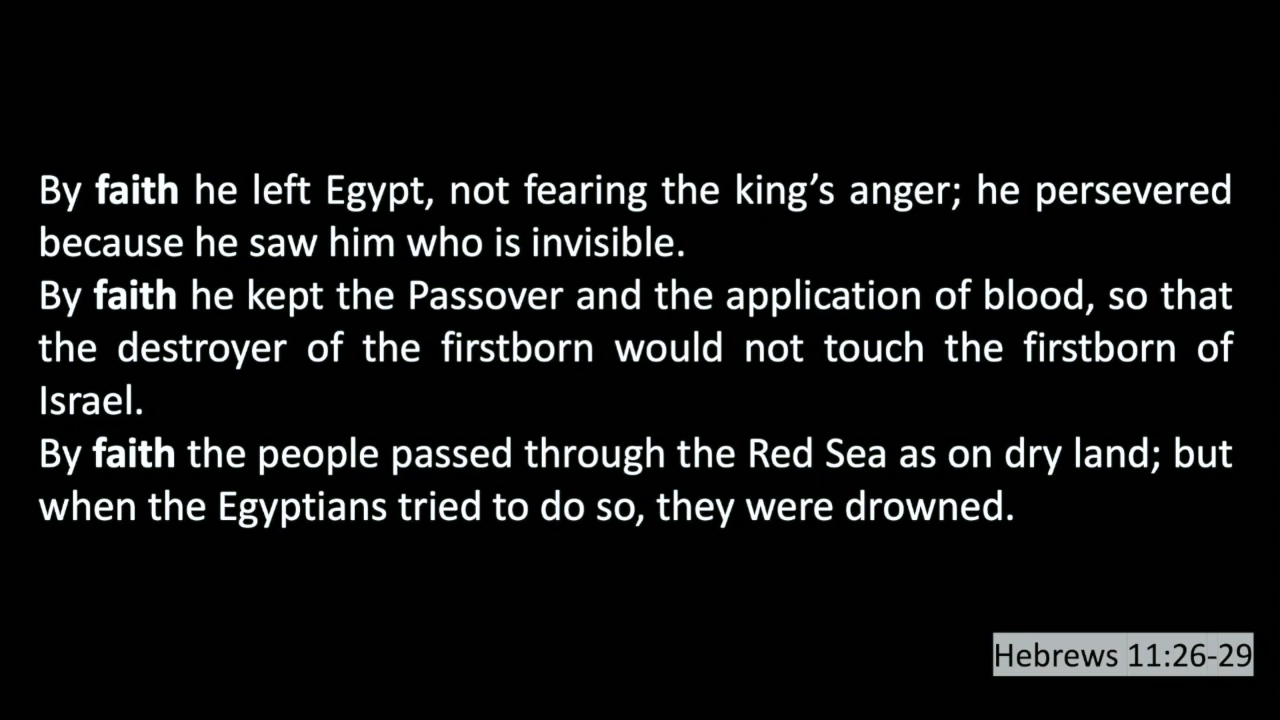 By faith he left Egypt, not fearing the king’s anger; he persevered
because he saw him who is invisible.
By faith he kept the Passover and the application of blood, so that
the destroyer of the firstborn would not touch the firstborn of
Israel.
By faith the people passed through the Red Sea as on dry land; but
when the Egyptians tried to do so, they were drowned.
Hebrews 11:26-29